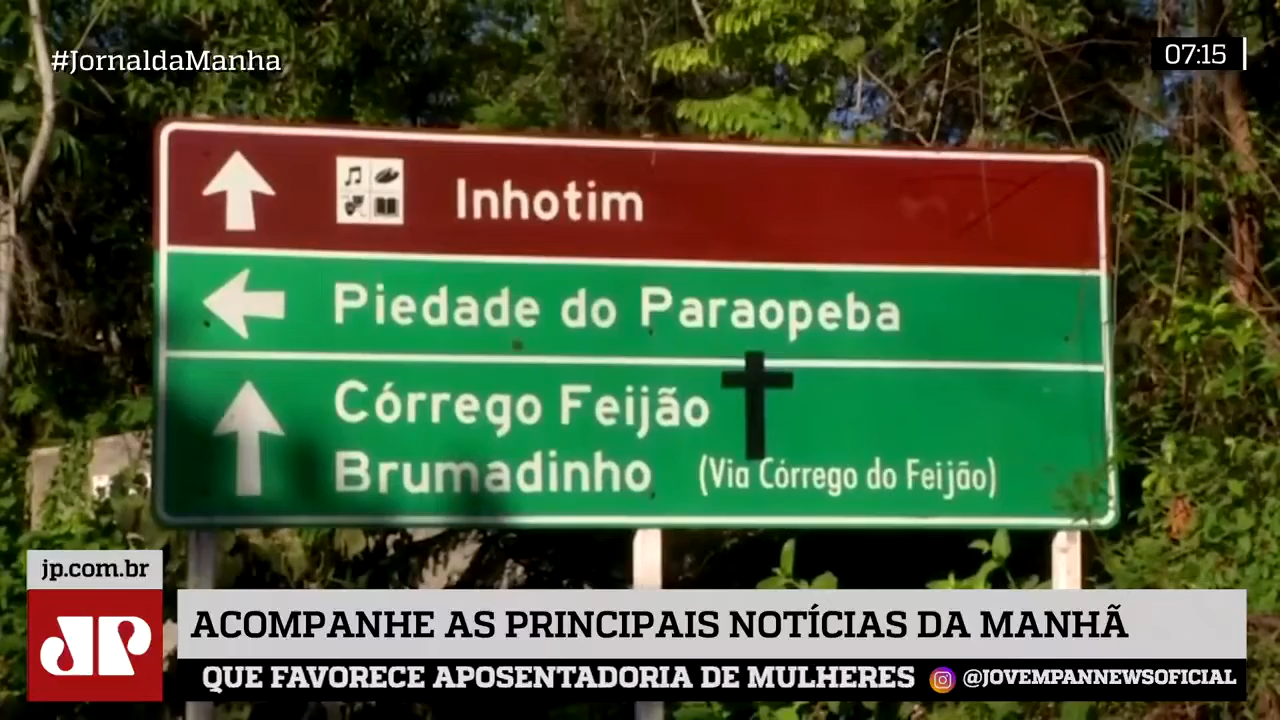 #JornaldaManha
07:15
Inhotim
Piedade do Paraopeba
Córrego Feijão
Brumadinho (Via Córrego do Feijão)
jp.com.br
JP
ACOMPANHE AS PRINCIPAIS NOTÍCIAS DA MANHÃ
QUE FAVORECE APOSENTADORIA DE MULHERES @JOVEMPANNEWSOFICIAL